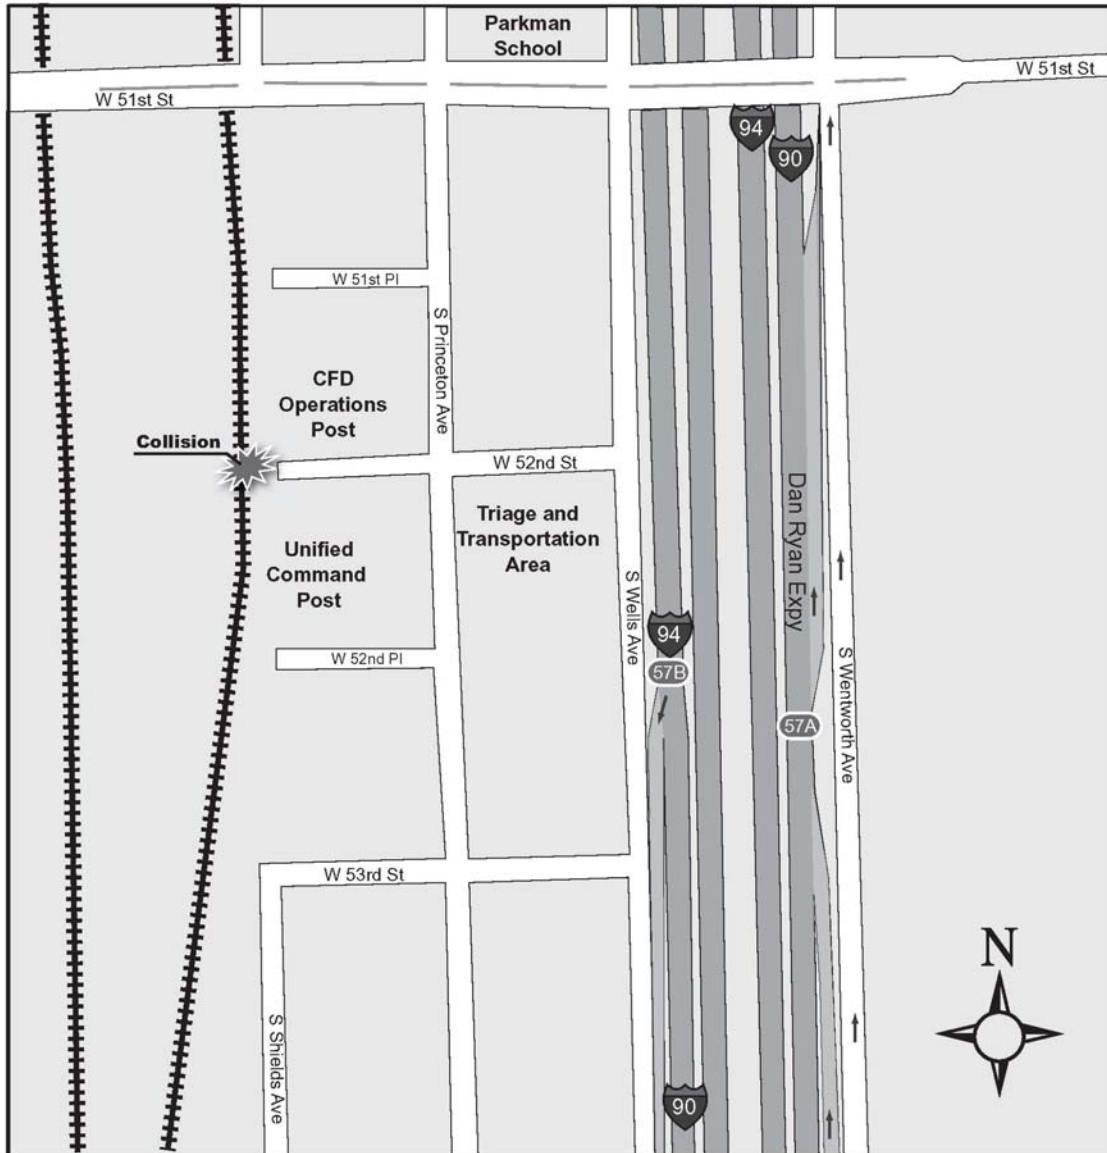 Parkman
School
W 51st St
W 51st St
94
90
W 51st Pl
S Princeton Ave
CFD
Operations
Post
Collision
W 52nd St
Dan Ryan Expy
Triage and
Transportation
Area
Unified
Command
Post
S Wells Ave
94
57B
W 52nd Pl
S Wentworth Ave
57A
W 53rd St
N
S Shields Ave
90